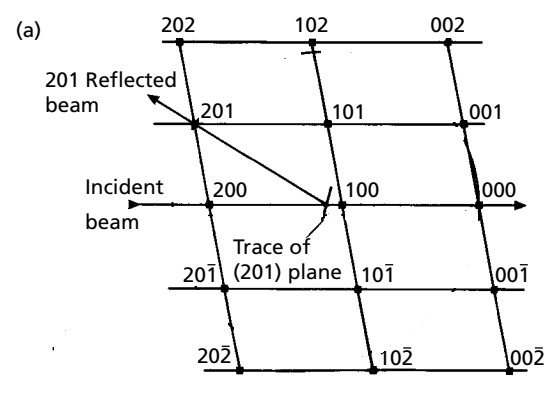 (a)
202 102 002
201 Reflected
beam
201 101 001
Incident
beam
200 100 000
Trace of
(201) plane
201̄ 101̄ 001̄
202̄ 102̄ 002̄